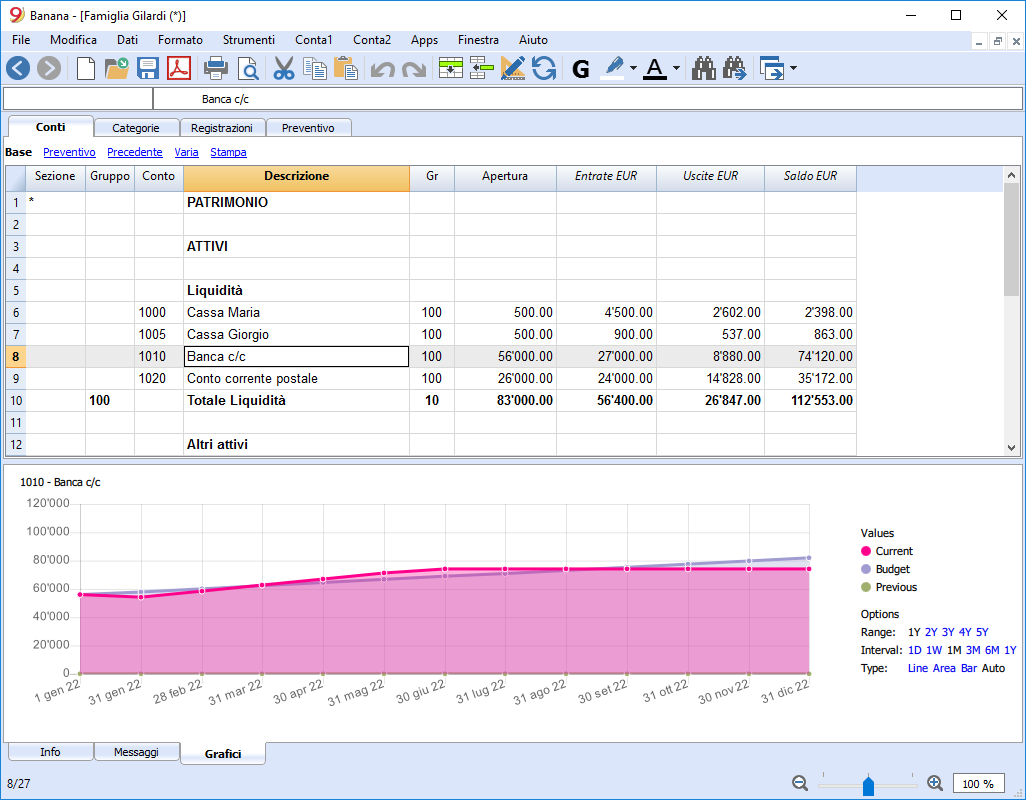 Banana - [Famiglia Gilardi (*)]
File Modifica Dati Formato Strumenti Conta1 Conta2 Apps Finestra Aiuto
G A
Banca c/c
Conti Categorie Registrazioni Preventivo
Base Preventivo Precedente Varia Stampa
Sezione Gruppo Conto Descrizione Gr Apertura Entrate EUR Uscite EUR Saldo EUR
1 * PATRIMONIO
2
3 ATTIVI
4
5 Liquidità
6 1000 Cassa Maria 100 500.00 4'500.00 2'602.00 2'398.00
7 1005 Cassa Giorgio 100 500.00 900.00 537.00 863.00
8 1010 Banca c/c 100 56'000.00 27'000.00 8'880.00 74'120.00
9 1020 Conto corrente postale 100 26'000.00 24'000.00 14'828.00 35'172.00
10 100 Totale Liquidità 10 83'000.00 56'400.00 26'847.00 112'553.00
11
12 Altri attivi
1010 - Banca c/c
120'000
100'000
80'000
60'000
40'000
20'000
0
1 gen 22 31 gen 22 28 feb 22 31 mar 22 30 apr 22 31 mag 22 30 giu 22 31 lug 22 31 ago 22 30 set 22 31 ott 22 30 nov 22 31 dic 22
Values
Current
Budget
Previous
Options
Range: 1Y 2Y 3Y 4Y 5Y
Interval: 1D 1W 1M 3M 6M 1Y
Type: Line Area Bar Auto
Info Messaggi Grafici
8/27 100 %